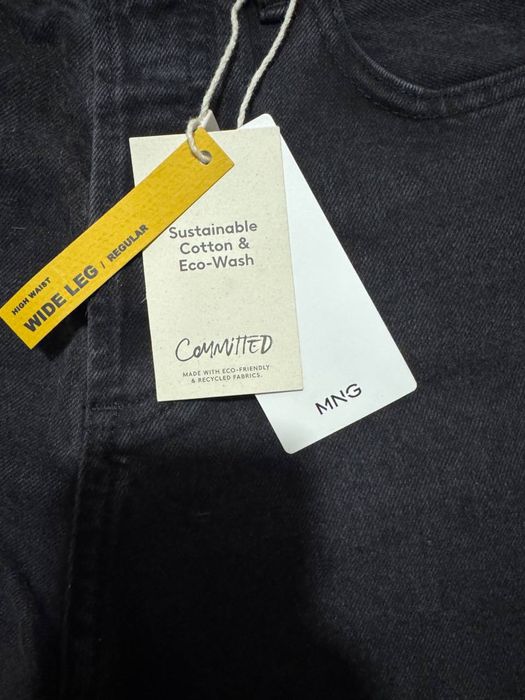 HIGH WAIST
WIDE LEG / REGULAR
Sustainable
Cotton &
Eco-Wash
COMMITTED
MADE WITH ECO-FRIENDLY
& RECYCLED FABRICS.
MNG